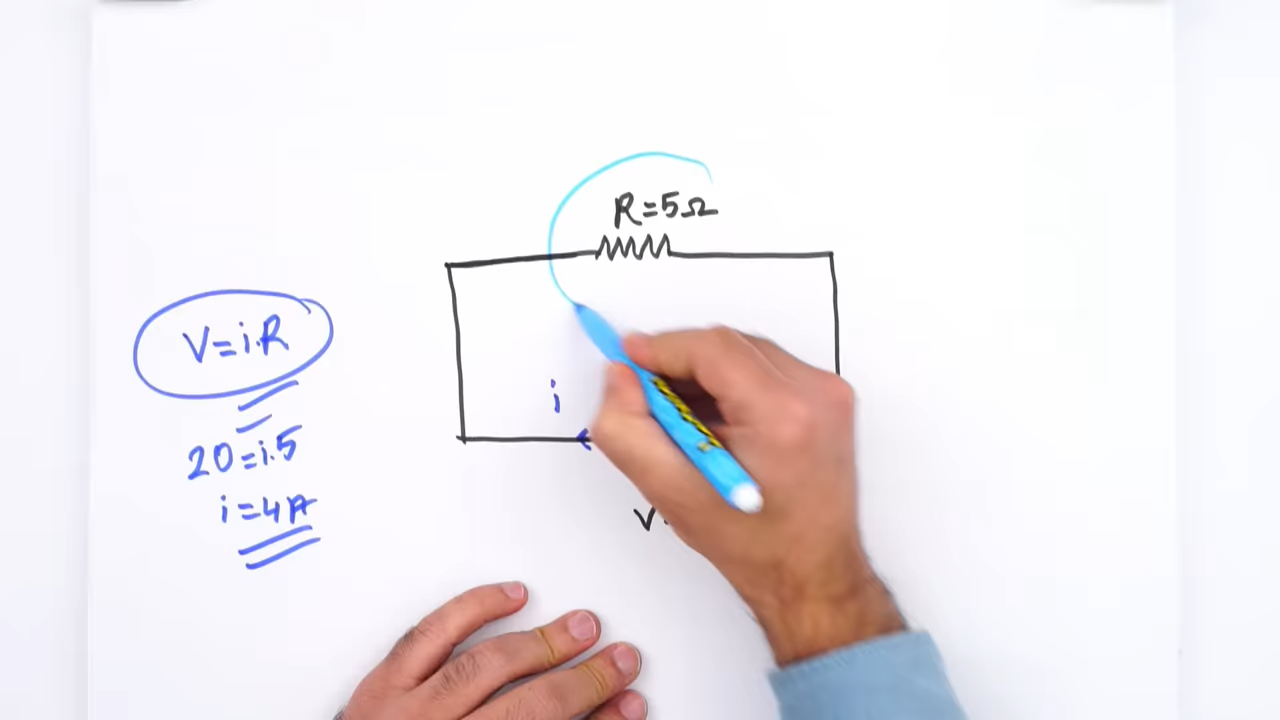 R=5Ω
V=i.R
i
20=i.5
i=4A
V